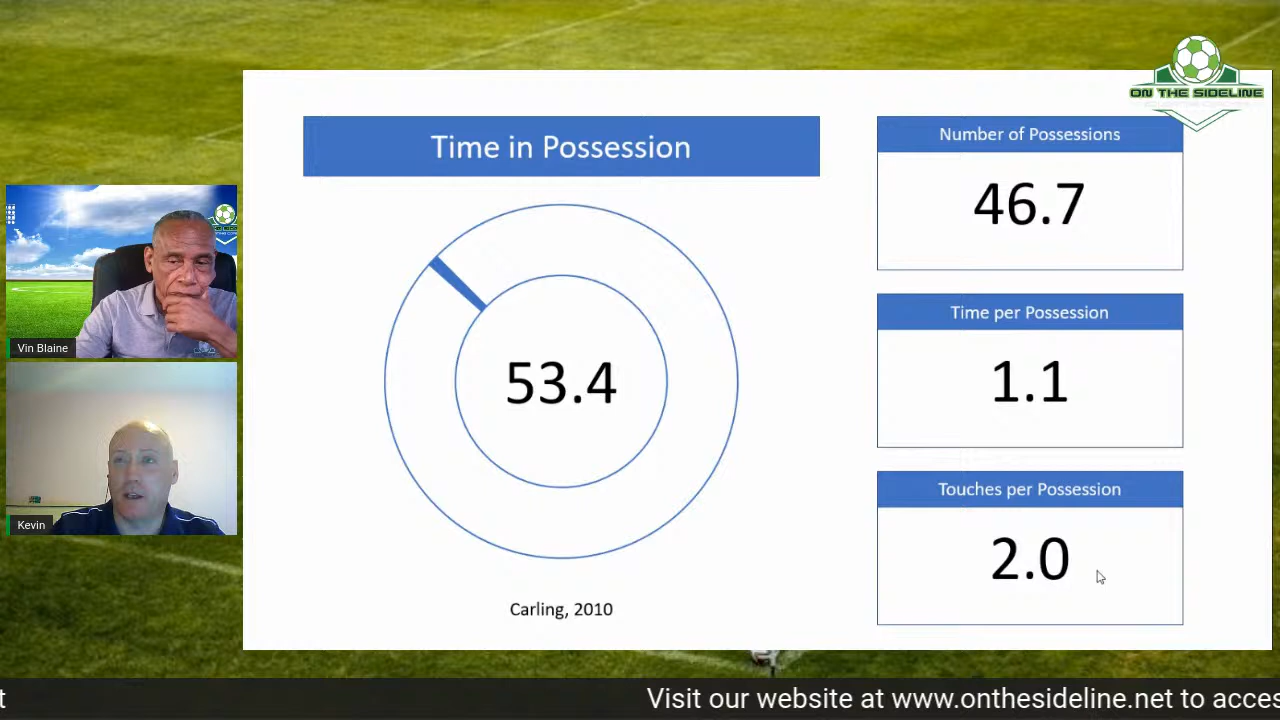 ON THE SIDELINE
Time in Possession
53.4
Carling, 2010
Number of Possessions
46.7
Time per Possession
1.1
Touches per Possession
2.0
Vin Blaine
Kevin
t
Visit our website at www.onthesideline.net to acces